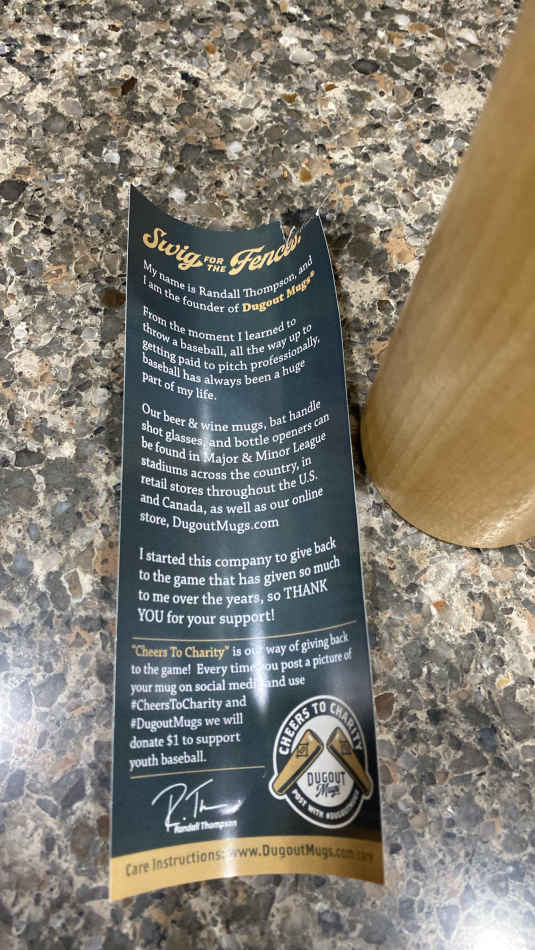 Swig FOR THE Fences.
My name is Randall Thompson, and
I am the founder of Dugout Mugs®
From the moment I learned to
throw a baseball, all the way up to
getting paid to pitch professionally,
baseball has always been a huge
part of my life.
Our beer & wine mugs, bat handle
shot glasses, and bottle openers can
be found in Major & Minor League
stadiums across the country, in
retail stores throughout the U.S.
and Canada, as well as our online
store, DugoutMugs.com
I started this company to give back
to the game that has given so much
to me over the years, so THANK
YOU for your support!
"Cheers To Charity" is our way of giving back
to the game! Every time you post a picture of
your mug on social media and use
#CheersToCharity and
#DugoutMugs we will
donate $1 to support
youth baseball.
R. Th
Randall Thompson
CHEERS TO CHARITY
DUGOUT
Mugs
POST WITH #DUGOUTMUGS
Care Instructions: www.DugoutMugs.com/care